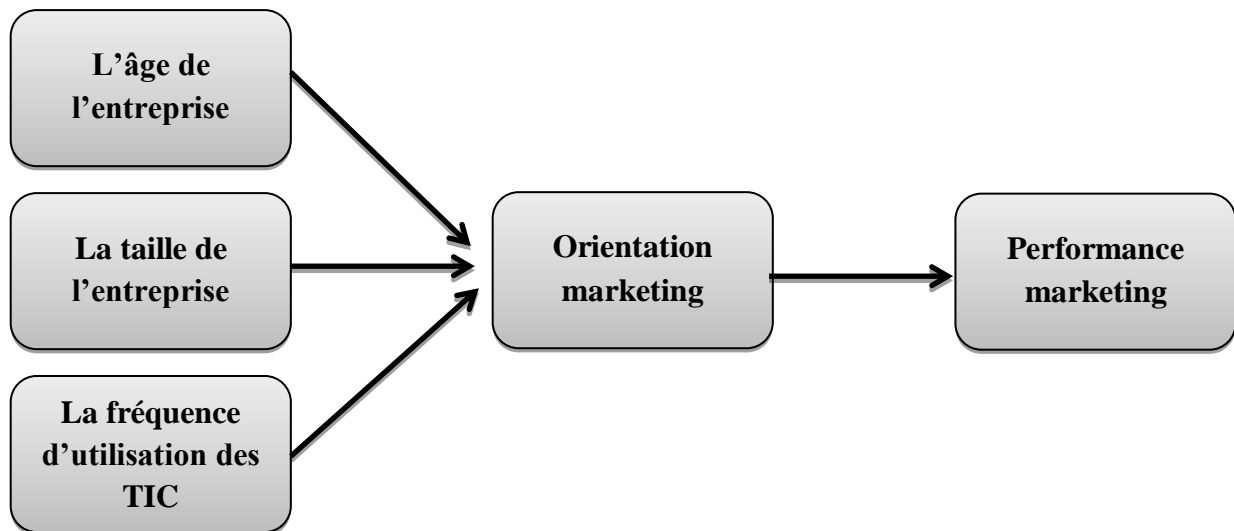 L’âge de
l’entreprise
La taille de
l’entreprise
La fréquence
d’utilisation des
TIC
Orientation
marketing
Performance
marketing